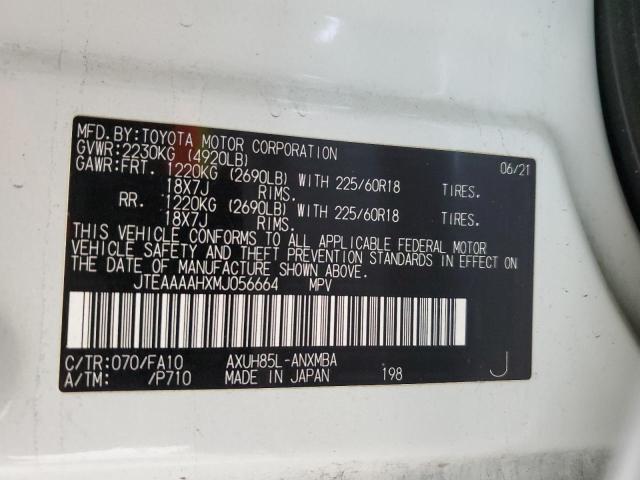 MFD. BY: TOYOTA MOTOR CORPORATION 06/21
GVWR: 2230KG (4920LB)
GAWR: FRT. 1220KG (2690LB) WITH 225/60R18 TIRES.
18X7J RIMS.
RR. 1220KG (2690LB) WITH 225/60R18 TIRES.
18X7J RIMS.
THIS VEHICLE CONFORMS TO ALL APPLICABLE FEDERAL MOTOR
VEHICLE SAFETY AND THEFT PREVENTION STANDARDS IN EFFECT ON
THE DATE OF MANUFACTURE SHOWN ABOVE.
JTEAAAAHXMJ056664 MPV
C/TR: 070/FA10 AXUH85L-ANXMBA J
A/TM: /P710 MADE IN JAPAN 198